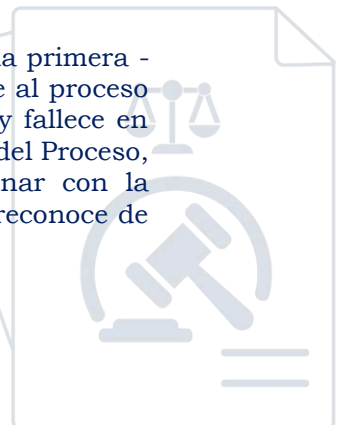 a primera -
e al proceso
y fallece en
del Proceso,
nar con la
reconoce de